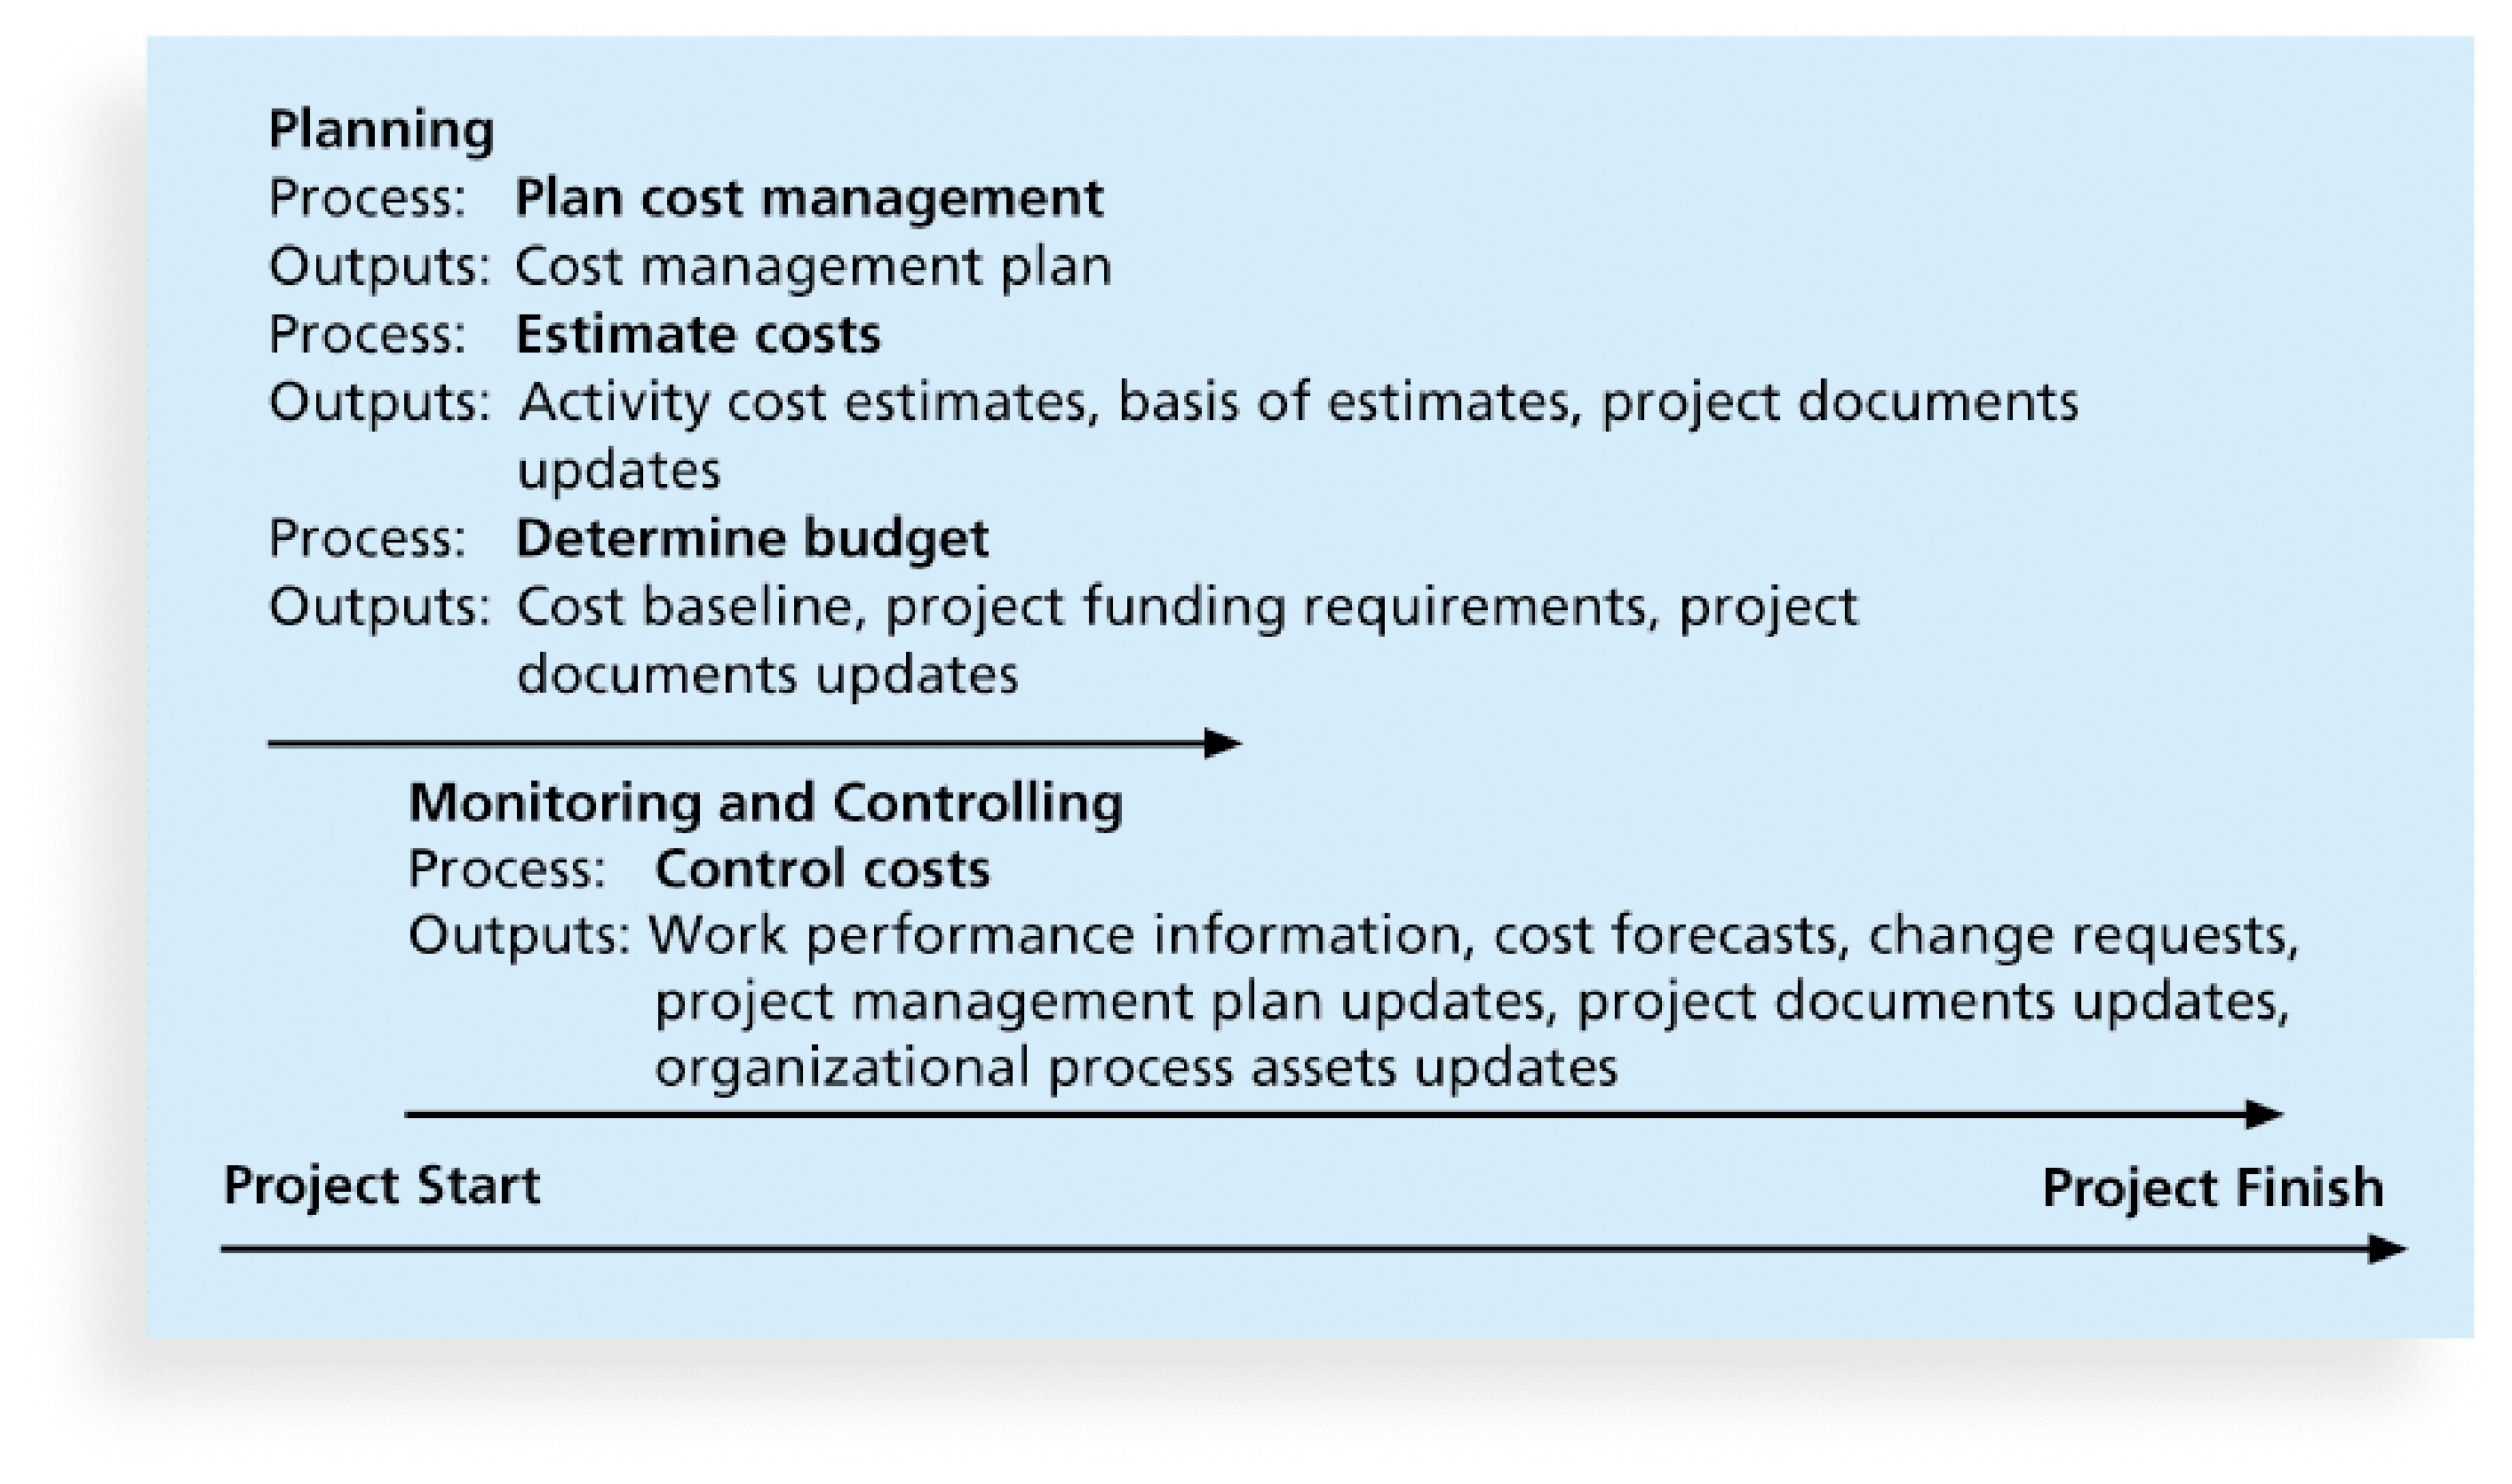 Planning
Process: Plan cost management
Outputs: Cost management plan
Process: Estimate costs
Outputs: Activity cost estimates, basis of estimates, project documents
updates
Process: Determine budget
Outputs: Cost baseline, project funding requirements, project
documents updates
Monitoring and Controlling
Process: Control costs
Outputs: Work performance information, cost forecasts, change requests,
project management plan updates, project documents updates,
organizational process assets updates
Project Start Project Finish